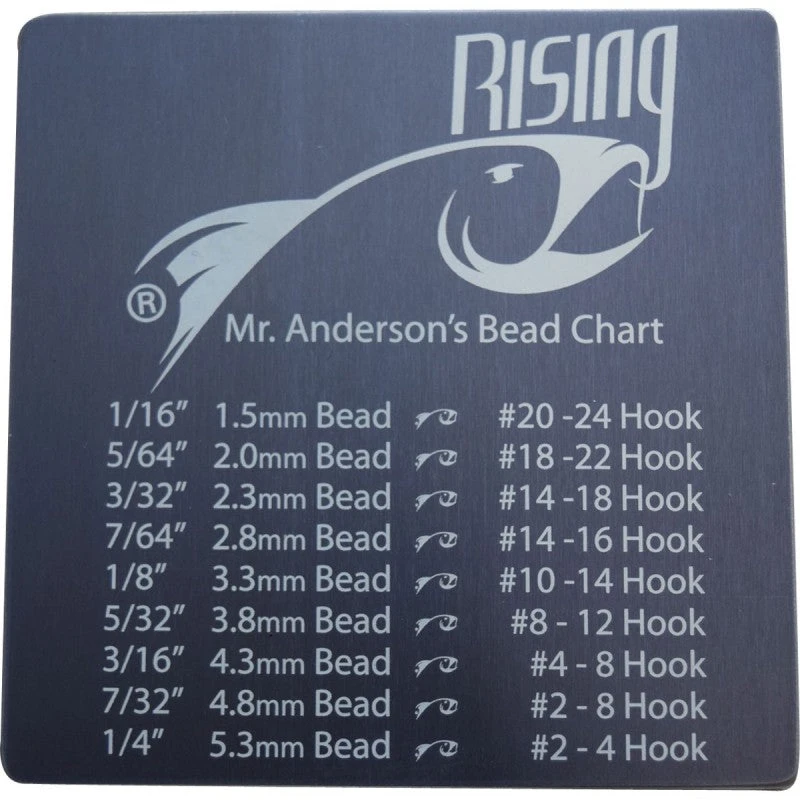 RISIng
®
Mr. Anderson's Bead Chart
1/16" 1.5mm Bead #20 -24 Hook
5/64" 2.0mm Bead #18 -22 Hook
3/32" 2.3mm Bead #14 -18 Hook
7/64" 2.8mm Bead #14 -16 Hook
1/8" 3.3mm Bead #10 -14 Hook
5/32" 3.8mm Bead #8 - 12 Hook
3/16" 4.3mm Bead #4 - 8 Hook
7/32" 4.8mm Bead #2 - 8 Hook
1/4" 5.3mm Bead #2 - 4 Hook